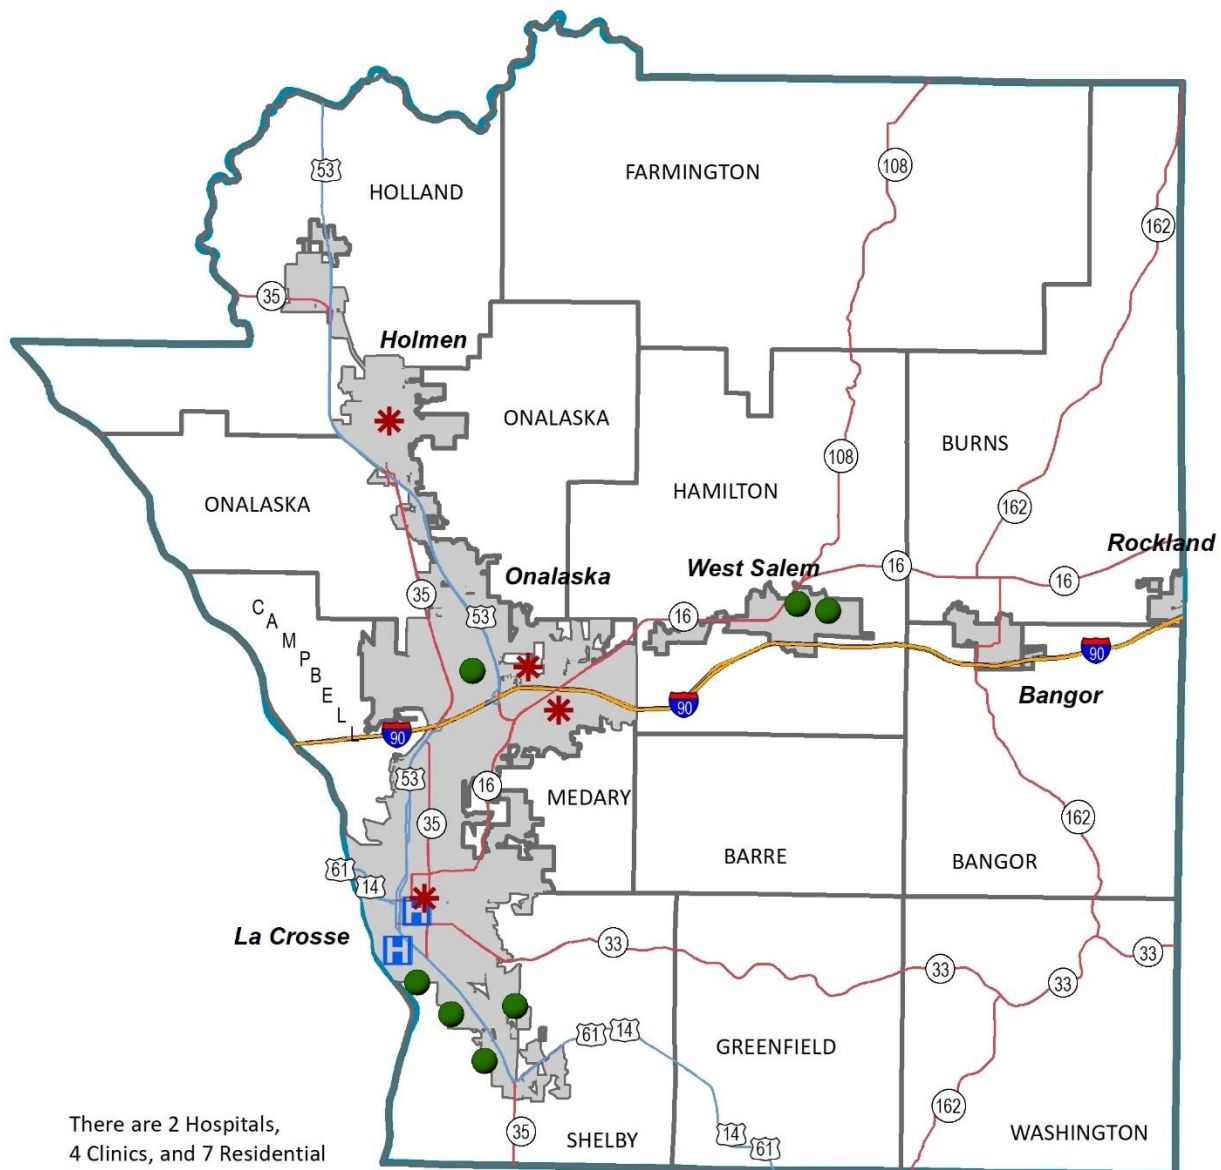 53
HOLLAND
FARMINGTON
108
162
35
Holmen
ONALASKA
BURNS
108
HAMILTON
ONALASKA
162
Rockland
West Salem
16
16
Onalaska
35
53
16
CAMPBELL
90
90
90
Bangor
53
16
MEDARY
35
162
BARRE
BANGOR
61
14
H
La Crosse
H
33
33
33
33
61
14
GREENFIELD
162
There are 2 Hospitals,
4 Clinics, and 7 Residential
35
SHELBY
14
61
WASHINGTON